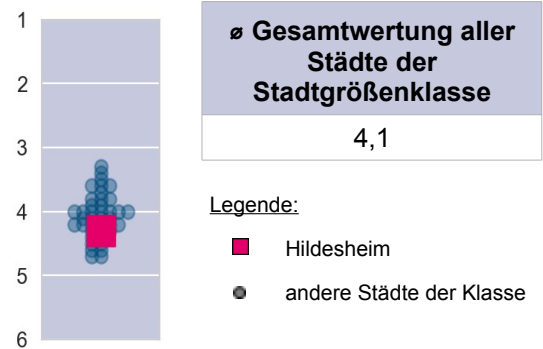 1
2
3
4
5
6
⌀ Gesamtwertung aller
Städte der
Stadtgrößenklasse
4,1
Legende:
Hildesheim
andere Städte der Klasse